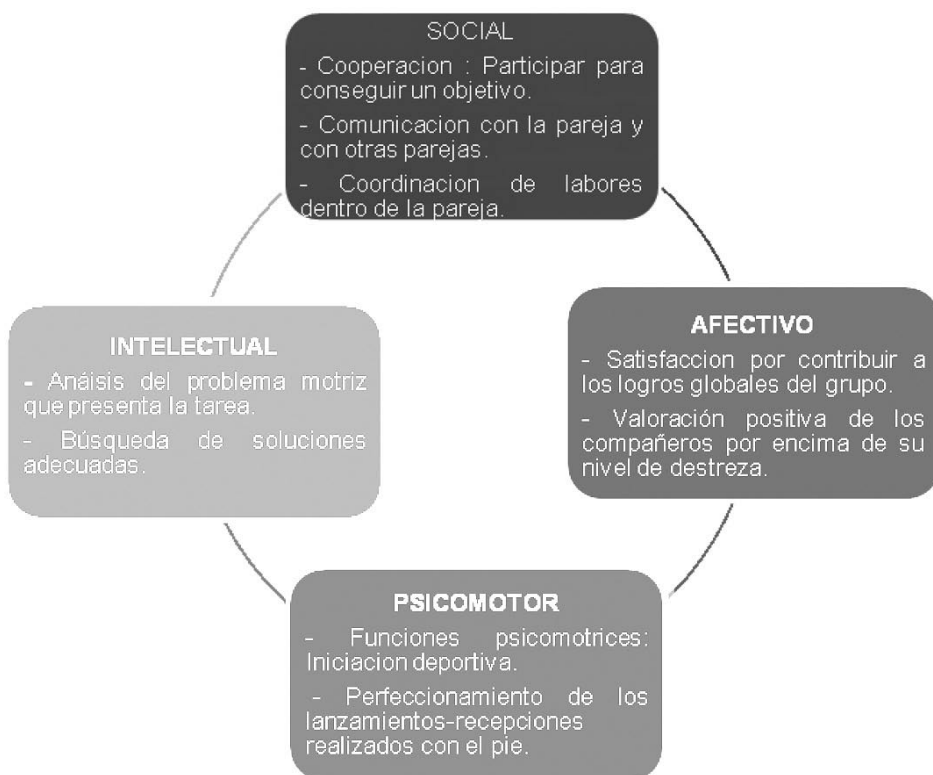 SOCIAL
- Cooperacion : Participar para
conseguir un objetivo.
- Comunicacion con la pareja y
con otras parejas.
- Coordinacion de labores
dentro de la pareja.
AFECTIVO
- Satisfaccion por contribuir a
los logros globales del grupo.
- Valoración positiva de los
compañeros por encima de su
nivel de destreza.
PSICOMOTOR
- Funciones psicomotrices:
Iniciacion deportiva.
- Perfeccionamiento de los
lanzamientos-recepciones
realizados con el pie.
INTELECTUAL
- Anáisis del problema motriz
que presenta la tarea.
- Búsqueda de soluciones
adecuadas.